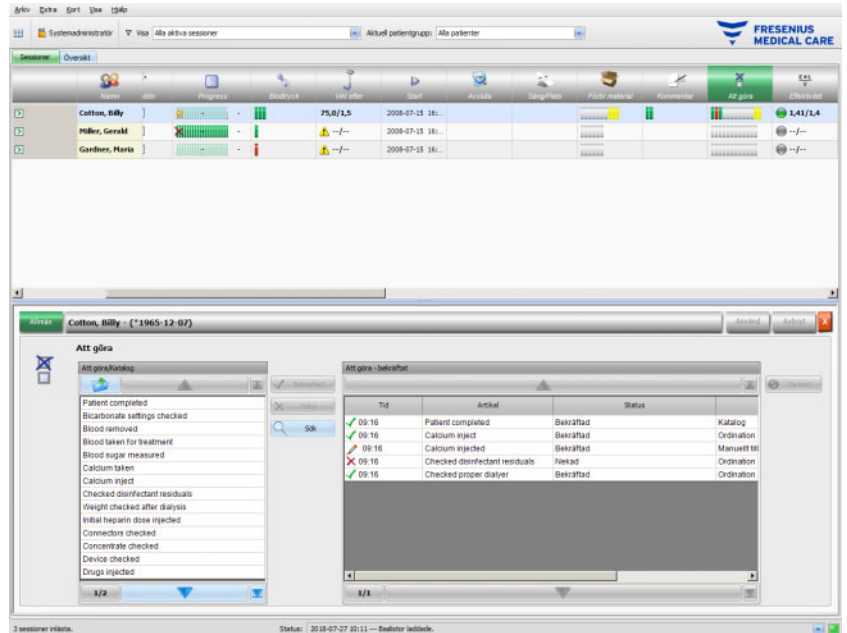 Arkiv Extra Kort Visa Hjälp
Systemadministratör Visa Alla aktiva sessioner Aktuell patientgrupp: Alla patienter
FRESENIUS
MEDICAL CARE
Sessioner Översikt
Namn Progress Blodtryck Vikt efter Start Avsluta Säng/Plats Förbr material Kommentar Att göra Effektivitet
Cotton, Billy 75,0/1,5 2008-07-15 16:... 1,41/1,4
Miller, Gerald --/-- 2008-07-15 16:... --/--
Gardner, Maria --/-- 2008-07-15 16:... --/--
Allmän Cotton, Billy - (*1965-12-07) Använd Avbryt X
Att göra
Att göra/Katalog Att göra - bekräftat
Bekräftad
Neka
Sök
Ta bort
Tid Artikel Status
Patient completed
Bicarbonate settings checked
Blood removed
Blood taken for treatment
Blood sugar measured
Calcium taken
Calcium inject
Checked disinfectant residuals
Weight checked after dialysis
Initial heparin dose injected
Connectors checked
Concentrate checked
Device checked
Drugs injected
1/2
09:16 Patient completed Bekräftad Katalog
09:16 Calcium inject Bekräftad Ordination
09:16 Calcium injected Bekräftad Manuellt till
09:16 Checked disinfectant residuals Nekad Ordination
09:16 Checked proper dialyer Bekräftad Ordination
1/1
3 sessioner inlästa. Status: 2018-07-27 10:11 — Baslistor laddade.